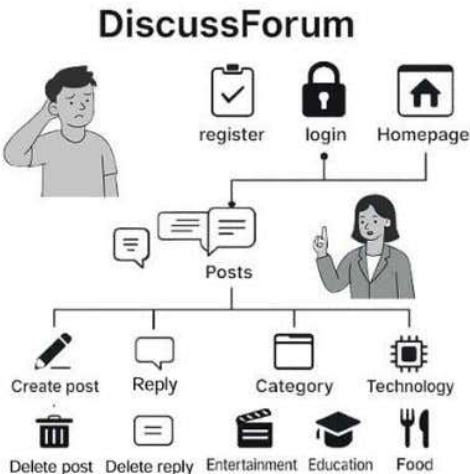 DiscussForum
register login Homepage
Posts
Create post Reply Category Technology
Delete post Delete reply Entertainment Education Food